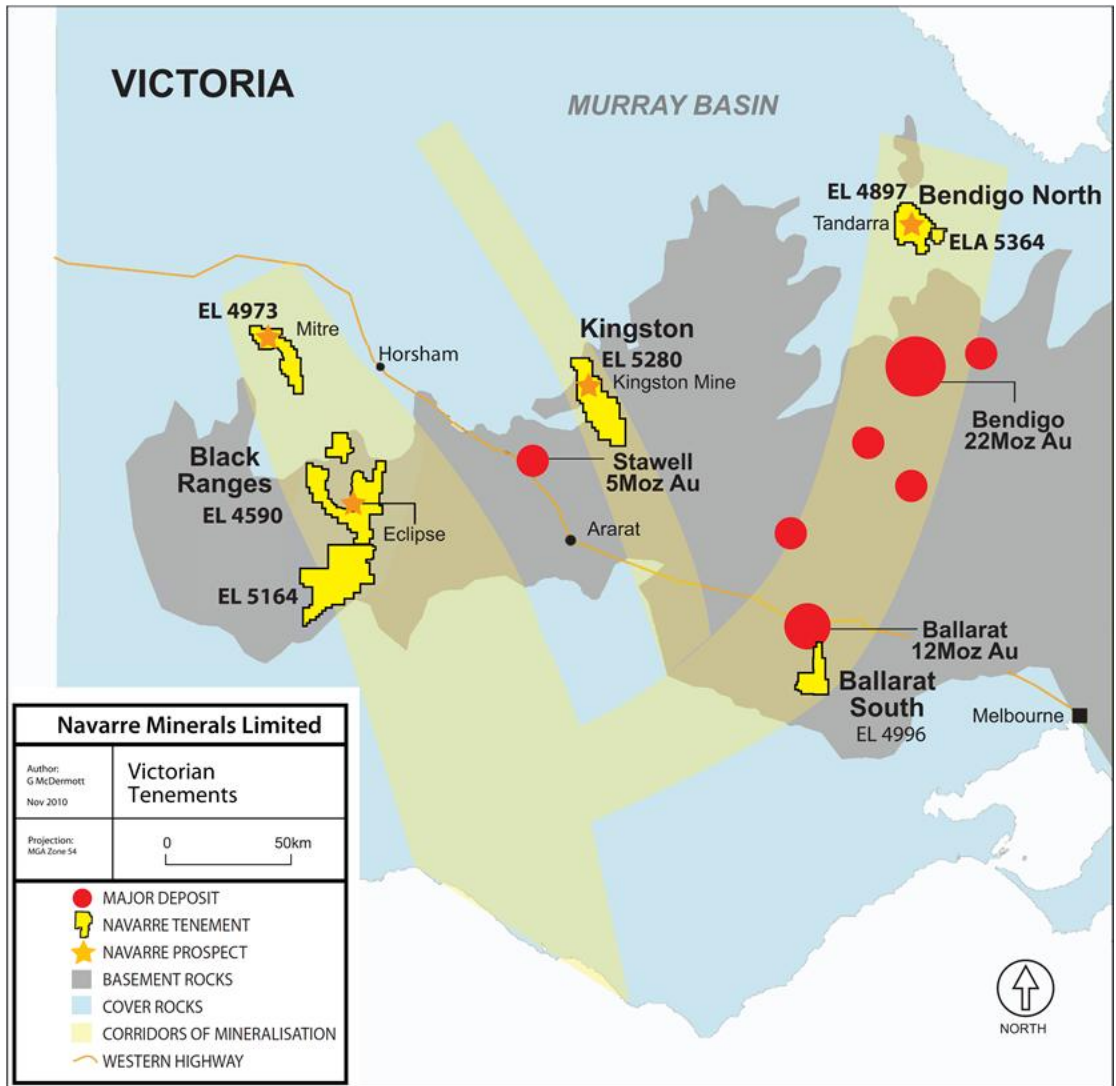 VICTORIA
MURRAY BASIN
EL 4897
Bendigo North
Tandarra
ELA 5364
EL 4973
Mitre
Horsham
Kingston
EL 5280
Kingston Mine
Bendigo
22Moz Au
Black
Ranges
EL 4590
Eclipse
Stawell
5Moz Au
Ararat
EL 5164
Ballarat
12Moz Au
Ballarat
South
EL 4996
Melbourne
Navarre Minerals Limited
Author:
G McDermott
Nov 2010
Victorian
Tenements
Projection:
MGA Zone 54
0 50km
MAJOR DEPOSIT
NAVARRE TENEMENT
NAVARRE PROSPECT
BASEMENT ROCKS
COVER ROCKS
CORRIDORS OF MINERALISATION
WESTERN HIGHWAY
NORTH